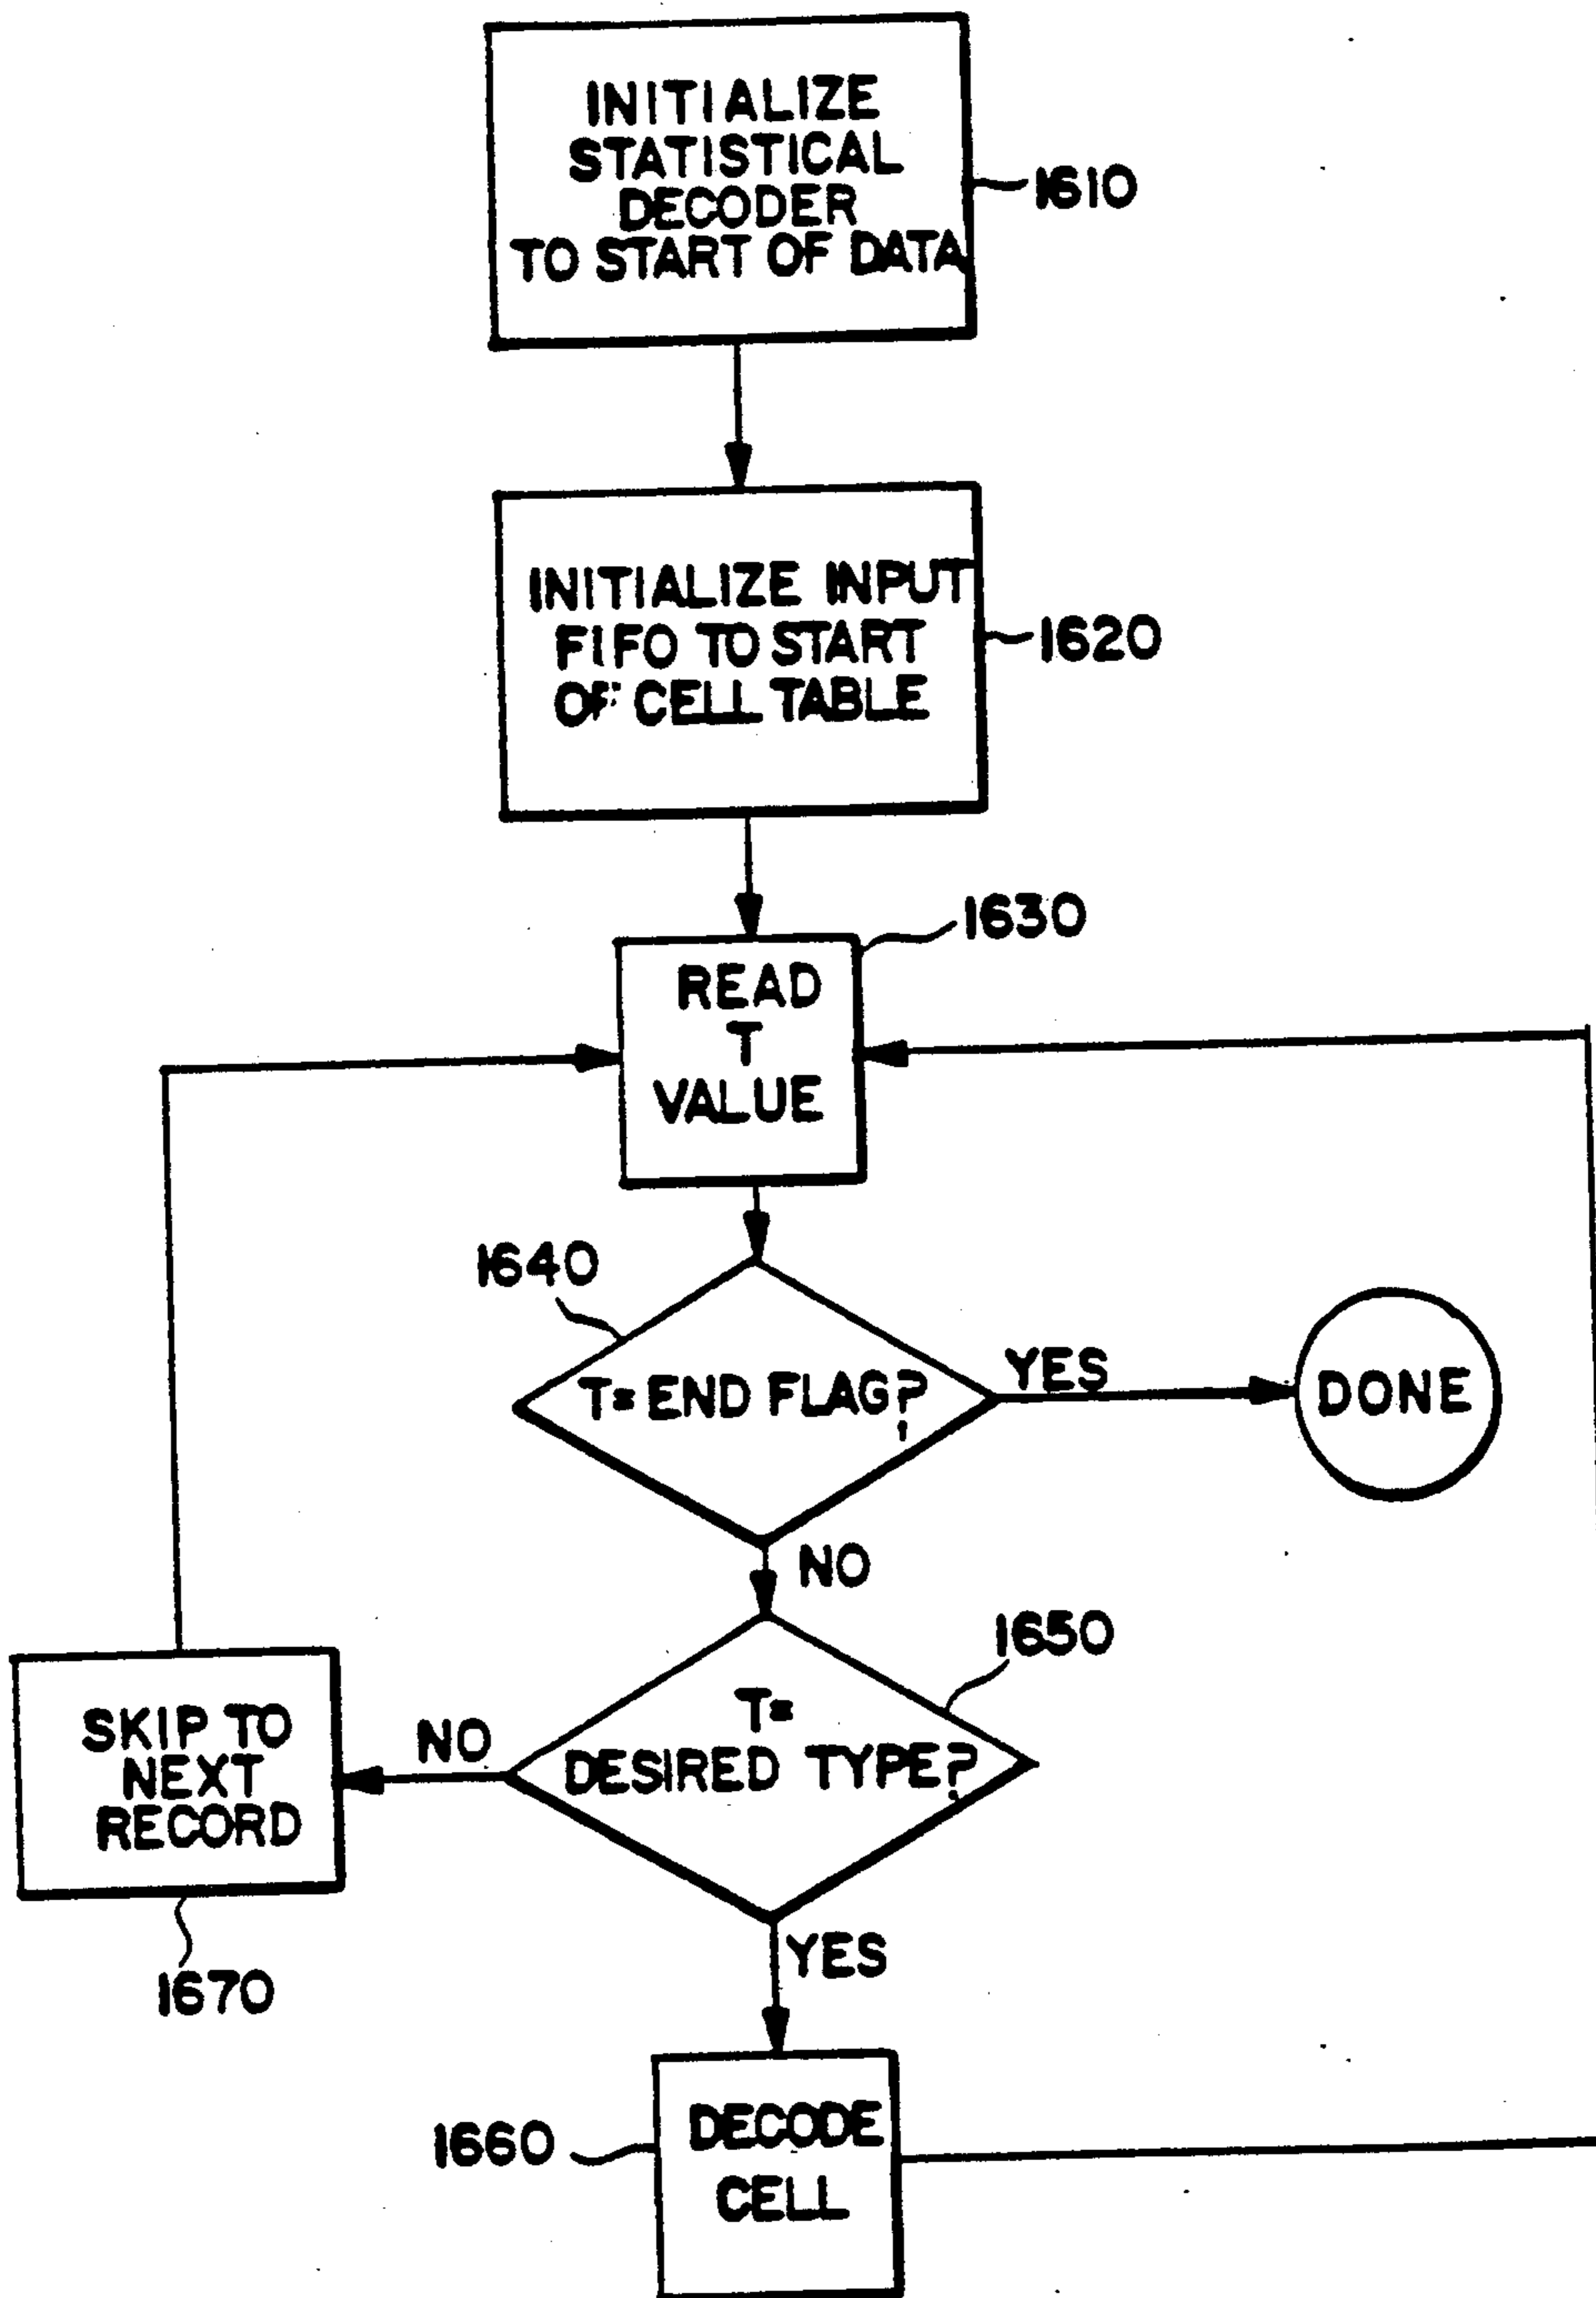 INITIALIZE
STATISTICAL
DECODER
TO START OF DATA
1610
INITIALIZE INPUT
FIFO TO START
OF CELL TABLE
1620
1630
READ
T
VALUE
1640
T= END FLAG?
YES
DONE
NO
1650
T=
DESIRED TYPE?
NO
SKIP TO
NEXT
RECORD
1670
YES
1660
DECODE
CELL